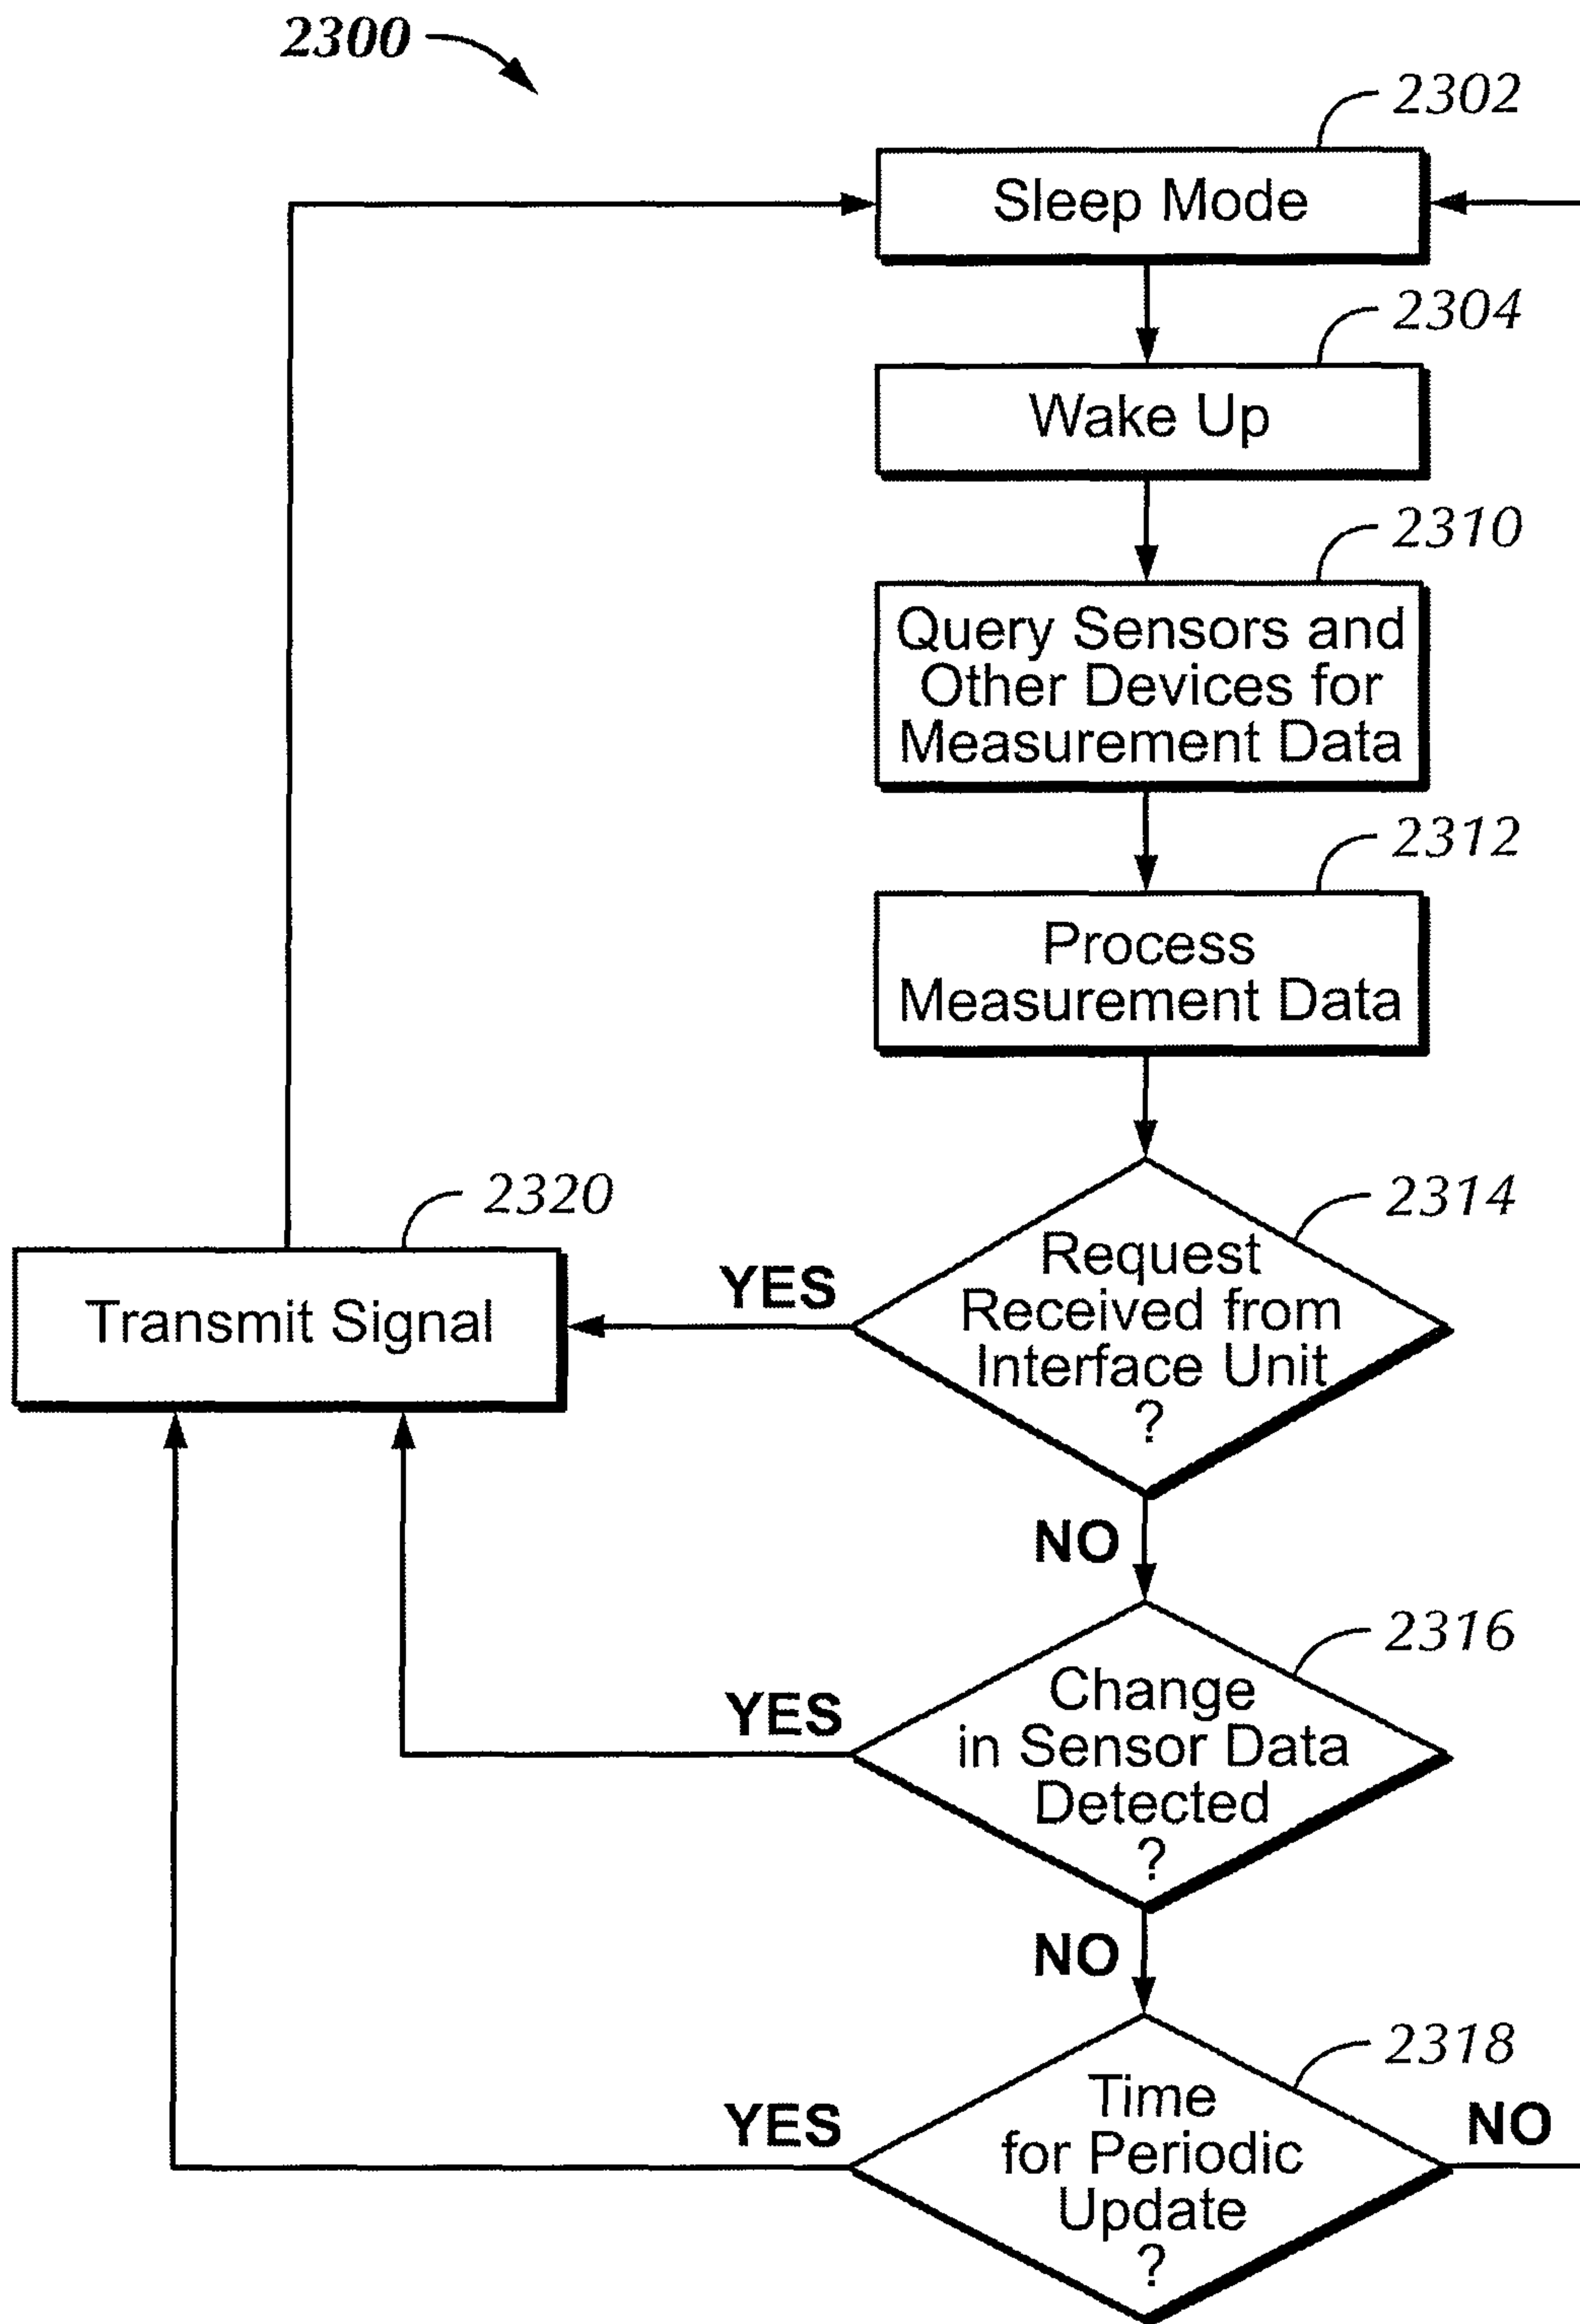 2300
2302
Sleep Mode
2304
Wake Up
2310
Query Sensors and
Other Devices for
Measurement Data
2312
Process
Measurement Data
2314
Request
Received from
Interface Unit
?
YES
2320
Transmit Signal
NO
2316
Change
in Sensor Data
Detected
?
YES
NO
2318
Time
for Periodic
Update
?
YES
NO